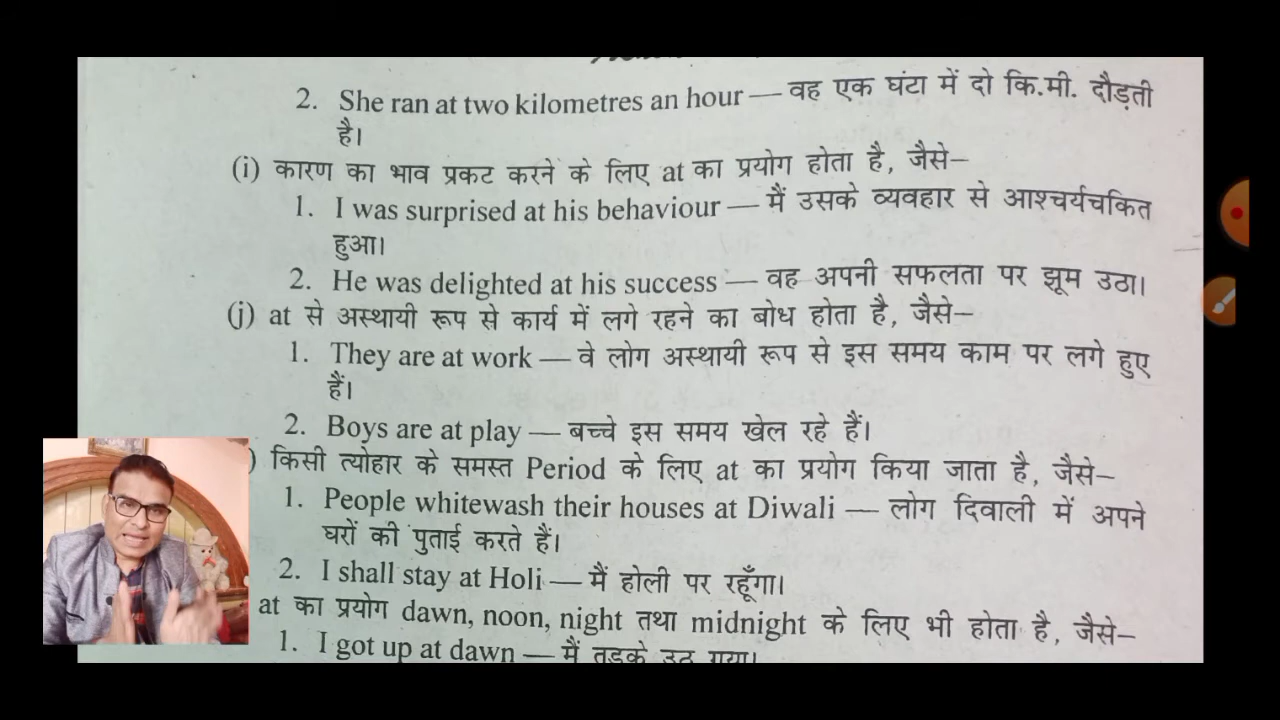 2. She ran at two kilometres an hour — वह एक घंटा में दो कि.मी. दौड़ती
है।
(i) कारण का भाव प्रकट करने के लिए at का प्रयोग होता है, जैसे–
1. I was surprised at his behaviour — मैं उसके व्यवहार से आश्चर्यचकित
हुआ।
2. He was delighted at his success — वह अपनी सफलता पर झूम उठा।
(j) at से अस्थायी रूप से कार्य में लगे रहने का बोध होता है, जैसे–
1. They are at work — वे लोग अस्थायी रूप से इस समय काम पर लगे हुए
हैं।
2. Boys are at play — बच्चे इस समय खेल रहे हैं।
) किसी त्योहार के समस्त Period के लिए at का प्रयोग किया जाता है, जैसे–
1. People whitewash their houses at Diwali — लोग दिवाली में अपने
घरों की पुताई करते हैं।
2. I shall stay at Holi — मैं होली पर रहूँगा।
at का प्रयोग dawn, noon, night तथा midnight के लिए भी होता है, जैसे–
1. I got up at dawn — मैं तड़के उठ गया।